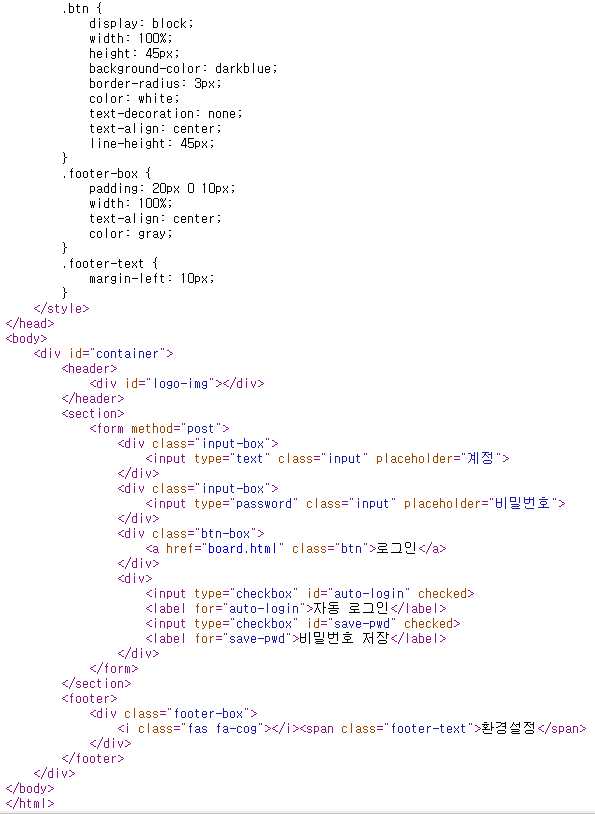 .btn {
display: block;
width: 100%;
height: 45px;
background-color: darkblue;
border-radius: 3px;
color: white;
text-decoration: none;
text-align: center;
line-height: 45px;
}
.footer-box {
padding: 20px 0 10px;
width: 100%;
text-align: center;
color: gray;
}
.footer-text {
margin-left: 10px;
}
</style>
</head>
<body>
<div id="container">
<header>
<div id="logo-img"></div>
</header>
<section>
<form method="post">
<div class="input-box">
<input type="text" class="input" placeholder="계정">
</div>
<div class="input-box">
<input type="password" class="input" placeholder="비밀번호">
</div>
<div class="btn-box">
<a href="board.html" class="btn">로그인</a>
</div>
<div>
<input type="checkbox" id="auto-login" checked>
<label for="auto-login">자동 로그인</label>
<input type="checkbox" id="save-pwd" checked>
<label for="save-pwd">비밀번호 저장</label>
</div>
</form>
</section>
<footer>
<div class="footer-box">
<i class="fas fa-cog"></i><span class="footer-text">환경설정</span>
</div>
</footer>
</div>
</body>
</html>